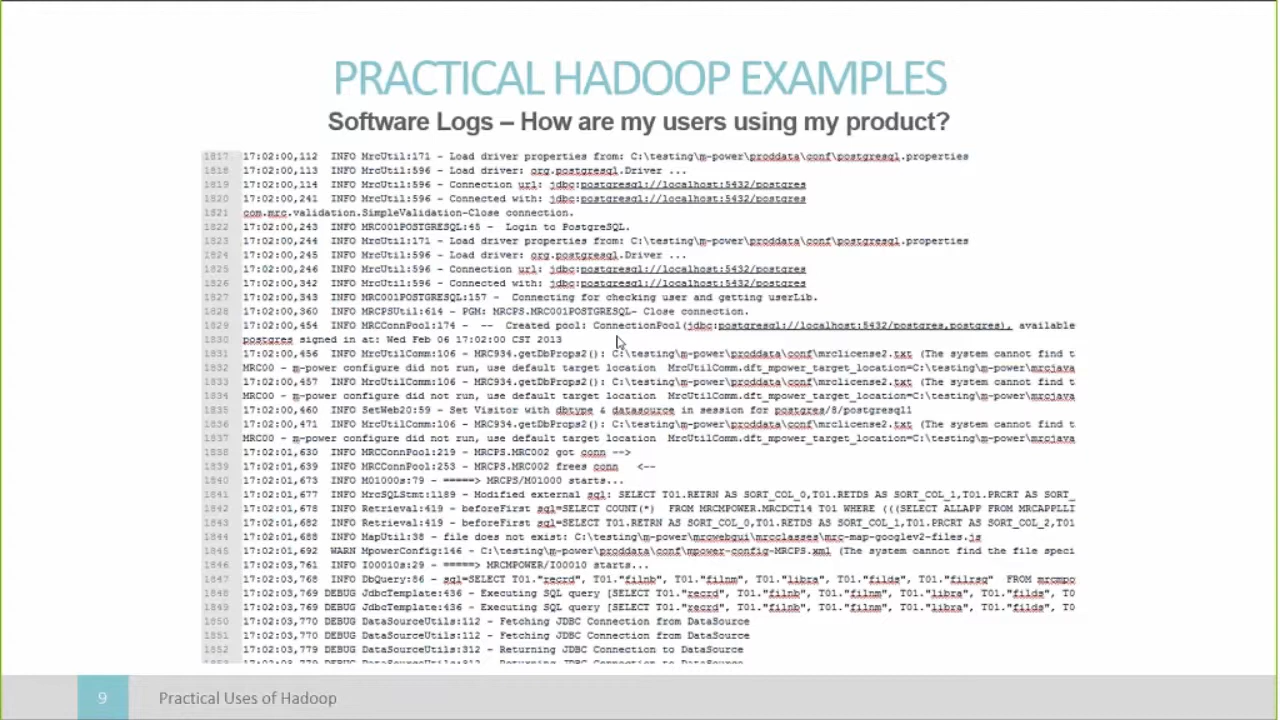 PRACTICAL HADOOP EXAMPLES
Software Logs – How are my users using my product?
1817 17:02:00,112 INFO MrcUtil:171 - Load driver properties from: C:\testing\m-power\proddata\conf\postgresql.properties
1818 17:02:00,113 INFO MrcUtil:596 - Load driver: org.postgresql.Driver ...
1819 17:02:00,114 INFO MrcUtil:596 - Connection url: jdbc:postgresql://localhost:5432/postgres
1820 17:02:00,241 INFO MrcUtil:596 - Connected with: jdbc:postgresql://localhost:5432/postgres
1821 com.mrc.validation.SimpleValidation-Close connection.
1822 17:02:00,243 INFO MRC001POSTGRESQL:48 - Login to PostgreSQL.
1823 17:02:00,244 INFO MrcUtil:171 - Load driver properties from: C:\testing\m-power\proddata\conf\postgresql.properties
1824 17:02:00,245 INFO MrcUtil:596 - Load driver: org.postgresql.Driver ...
1825 17:02:00,246 INFO MrcUtil:596 - Connection url: jdbc:postgresql://localhost:5432/postgres
1826 17:02:00,342 INFO MrcUtil:596 - Connected with: jdbc:postgresql://localhost:5432/postgres
1827 17:02:00,343 INFO MRC001POSTGRESQL:157 - Connecting for checking user and getting userLib.
1828 17:02:00,360 INFO MRCPSUtil:614 - PGM: MRCPS.MRC001POSTGRESQL- Close connection.
1829 17:02:00,454 INFO MRCConnPool:174 - -- Created pool: ConnectionPool(jdbc:postgresql://localhost:5432/postgres,postgres), available
1830 postgres signed in at: Wed Feb 06 17:02:00 CST 2013
1831 17:02:00,456 INFO MrcUtilComm:106 - MRC934.getDbProps2(): C:\testing\m-power\proddata\conf\mrclicense2.txt (The system cannot find t
1832 MRC00 - m-power configure did not run, use default target location MrcUtilComm.dft_mpower_target_location=C:\testing\m-power\mrcjava
1833 17:02:00,457 INFO MrcUtilComm:106 - MRC934.getDbProps2(): C:\testing\m-power\proddata\conf\mrclicense2.txt (The system cannot find t
1834 MRC00 - m-power configure did not run, use default target location MrcUtilComm.dft_mpower_target_location=C:\testing\m-power\mrcjava
1835 17:02:00,460 INFO SetWeb20:59 - Set Visitor with dbtype & datasource in session for postgres/8/postgresql1
1836 17:02:00,471 INFO MrcUtilComm:106 - MRC934.getDbProps2(): C:\testing\m-power\proddata\conf\mrclicense2.txt (The system cannot find t
1837 MRC00 - m-power configure did not run, use default target location MrcUtilComm.dft_mpower_target_location=C:\testing\m-power\mrcjava
1838 17:02:01,630 INFO MRCConnPool:219 - MRCPS.MRC002 got conn -->
1839 17:02:01,639 INFO MRCConnPool:253 - MRCPS.MRC002 frees conn <--
1840 17:02:01,673 INFO M01000s:79 - =====> MRCPS/M01000 starts...
1841 17:02:01,677 INFO MrcSQLStmt:1189 - Modified external sql: SELECT T01.RETRN AS SORT_COL_0,T01.RETDS AS SORT_COL_1,T01.PRCRT AS SORT_
1842 17:02:01,678 INFO Retrieval:419 - beforeFirst sql=SELECT COUNT(*) FROM MRCMPOWER.MRCDCT14 T01 WHERE (((SELECT ALLAPP FROM MRCAPPLLI
1843 17:02:01,682 INFO Retrieval:419 - beforeFirst sql=SELECT T01.RETRN AS SORT_COL_0,T01.RETDS AS SORT_COL_1,T01.PRCRT AS SORT_COL_2,T01
1844 17:02:01,688 INFO MapUtil:38 - file does not exist: C:\testing\m-power\mrcwebgui\mrcclasses\mrc-map-googlev2-files.js
1845 17:02:01,692 WARN MpowerConfig:146 - C:\testing\m-power\proddata\conf\mpower-config-MRCPS.xml (The system cannot find the file speci
1846 17:02:03,761 INFO I00010s:29 - =====> MRCMPOWER/I00010 starts...
1847 17:02:03,768 INFO DbQuery:86 - sql=SELECT T01."recrd", T01."filnb", T01."filnm", T01."libra", T01."filds", T01."filrsq" FROM mrcmpo
1848 17:02:03,769 DEBUG JdbcTemplate:436 - Executing SQL query [SELECT T01."recrd", T01."filnb", T01."filnm", T01."libra", T01."filds", T0
1849 17:02:03,769 DEBUG JdbcTemplate:436 - Executing SQL query [SELECT T01."recrd", T01."filnb", T01."filnm", T01."libra", T01."filds", T0
1850 17:02:03,770 DEBUG DataSourceUtils:112 - Fetching JDBC Connection from DataSource
1851 17:02:03,770 DEBUG DataSourceUtils:112 - Fetching JDBC Connection from DataSource
1852 17:02:03,779 DEBUG DataSourceUtils:312 - Returning JDBC Connection to DataSource
1853 17:02:03,779 DEBUG DataSourceUtils:312 - Returning JDBC Connection to DataSource
9 Practical Uses of Hadoop